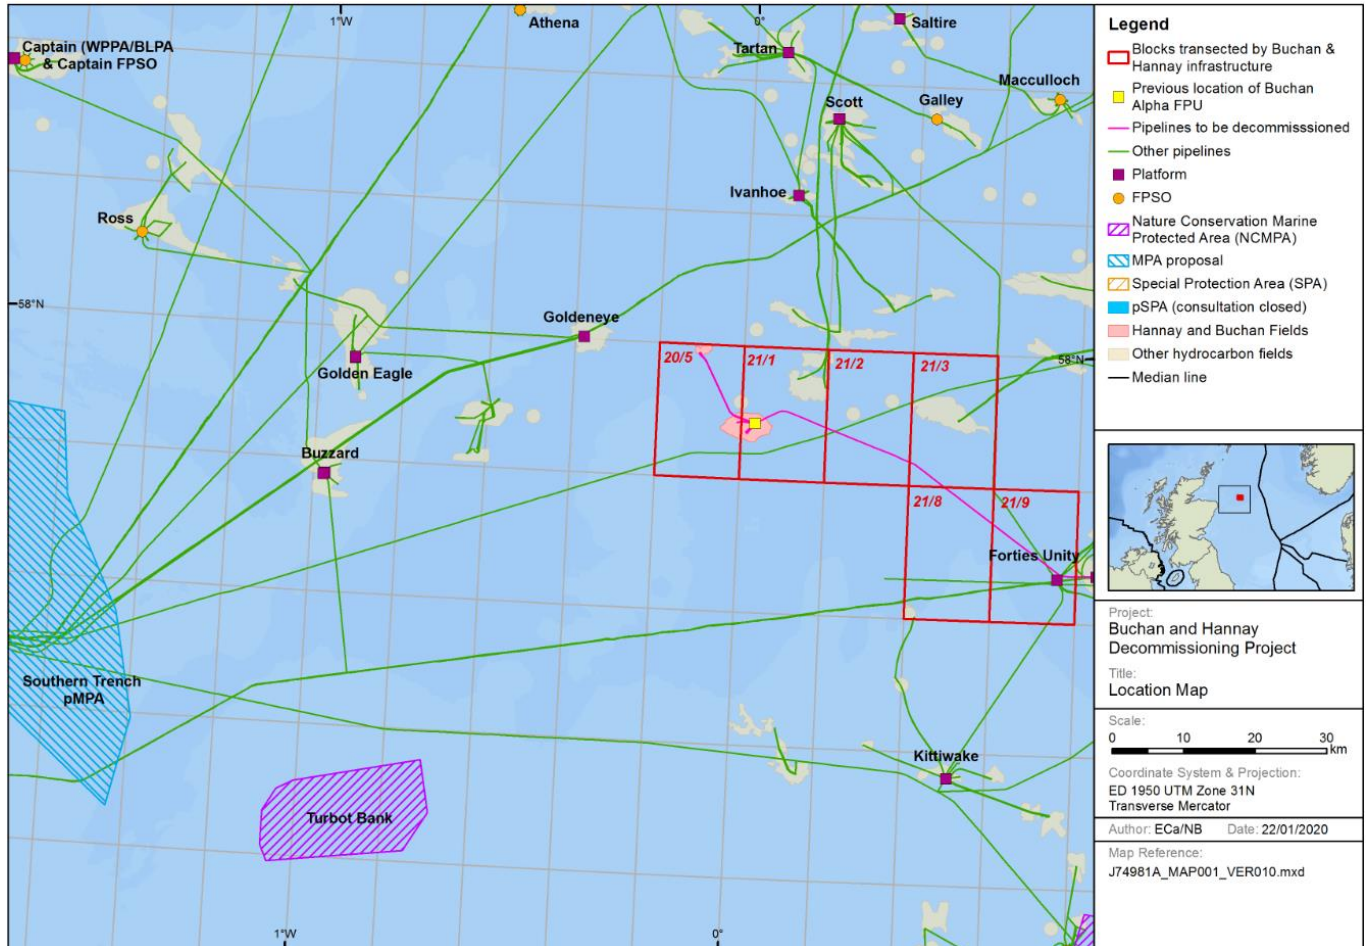 1°W
0°
Athena
Saltire
Captain (WPPA/BLPA
& Captain FPSO
Tartan
Macculloch
Scott
Galley
Ivanhoe
Ross
58°N
Goldeneye
Golden Eagle
20/5
21/1
21/2
21/3
58°N
Buzzard
21/8
21/9
Forties Unity
Southern Trench
pMPA
Kittiwake
Turbot Bank
1°W
0°
Legend
Blocks transected by Buchan &
Hannay infrastructure
Previous location of Buchan
Alpha FPU
Pipelines to be decommisssioned
Other pipelines
Platform
FPSO
Nature Conservation Marine
Protected Area (NCMPA)
MPA proposal
Special Protection Area (SPA)
pSPA (consultation closed)
Hannay and Buchan Fields
Other hydrocarbon fields
Median line
Project:
Buchan and Hannay
Decommissioning Project
Title:
Location Map
Scale:
0 10 20 30
km
Coordinate System & Projection:
ED 1950 UTM Zone 31N
Transverse Mercator
Author: ECa/NB Date: 22/01/2020
Map Reference:
J74981A_MAP001_VER010.mxd